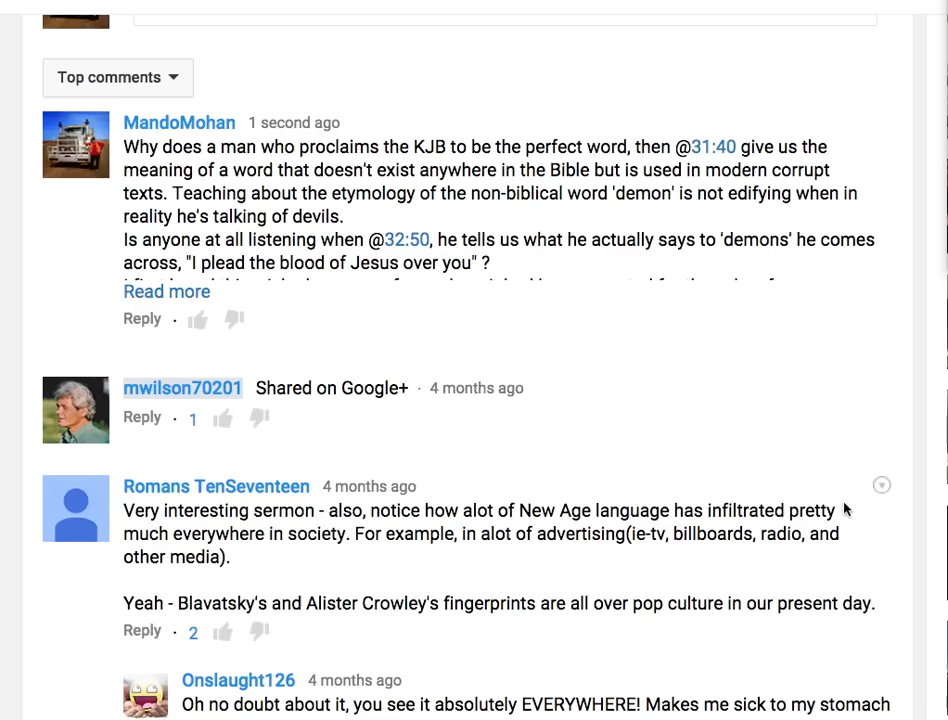 Top comments
MandoMohan 1 second ago
Why does a man who proclaims the KJB to be the perfect word, then @31:40 give us the
meaning of a word that doesn't exist anywhere in the Bible but is used in modern corrupt
texts. Teaching about the etymology of the non-biblical word 'demon' is not edifying when in
reality he's talking of devils.
Is anyone at all listening when @32:50, he tells us what he actually says to 'demons' he comes
across, "I plead the blood of Jesus over you" ?
Read more
Reply ·
mwilson70201 Shared on Google+ · 4 months ago
Reply · 1
Romans TenSeventeen 4 months ago
Very interesting sermon - also, notice how alot of New Age language has infiltrated pretty
much everywhere in society. For example, in alot of advertising(ie-tv, billboards, radio, and
other media).
Yeah - Blavatsky's and Alister Crowley's fingerprints are all over pop culture in our present day.
Reply · 2
Onslaught126 4 months ago
Oh no doubt about it, you see it absolutely EVERYWHERE! Makes me sick to my stomach